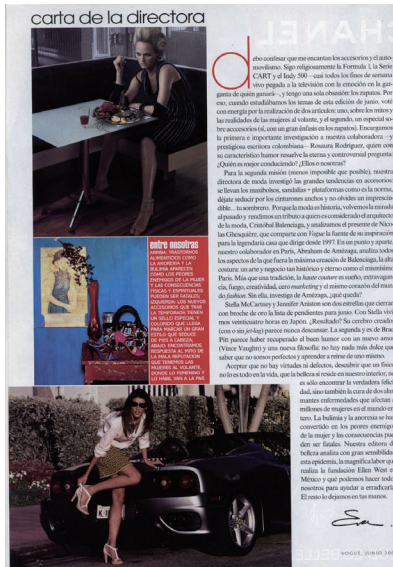 carta de la directora
debo confesar que me encantan los accesorios y el auto-
movilismo. Sigo religiosamente la Formula 1, la Serie
CART y el Indy 500 –casi todos los fines de semana
vivo pegada a la televisión con la emoción en la gar-
ganta de quién ganará–, y tengo una sola obsesión: los zapatos. Por
eso, cuando estudiábamos los temas de esta edición de junio, voté
con energía por la realización de dos artículos: uno, sobre los mitos y
las realidades de las mujeres al volante, y el segundo, un especial so-
bre accesorios (sí, con un gran énfasis en los zapatos). Encargamos
la primera e importante investigación a nuestra colaboradora –y
prestigiosa escritora colombiana– Rosaura Rodríguez, quien con
su característico humor resuelve la eterna y controversial pregunta:
¿Quién es mejor conduciendo? ¿Ellos o nosotras?
Para la segunda misión (menos imposible que posible), nuestra
directora de moda investigó las grandes tendencias en accesorios:
se llevan los maxibolsos, sandalias + plataformas como es la norma,
déjate seducir por los cinturones anchos y no olvides un imprescin-
dible... tu sombrero. Porque la moda es historia, volvemos la mirada
al pasado y rendimos un tributo a quien es considerado el arquitecto
de la moda, Cristóbal Balenciaga, y analizamos el presente de Nico-
las Ghesquière, que comparte con Vogue la fuente de su inspiración
para la legendaria casa que dirige desde 1997. En un punto y aparte,
nuestro colaborador en París, Abraham de Amézaga, analiza todos
los aspectos de la que fuera la máxima creación de Balenciaga, la alta
costura: un arte y negocio tan histórico y eterno como el mismísimo
París. Más que una tradición, la haute couture es sueño, extravagan-
cia, fuego, creatividad, caro marketing y el mismo corazón del mun-
do fashion. Sin ella, investiga de Amézaga, ¿qué queda?
Stella McCartney y Jennifer Aniston son dos estrellas que cierran
con broche de oro la lista de pendientes para junio. Con Stella vivi-
mos veinticuatro horas en Japón. ¿Resultado? Su cerebro creador
(con o sin jet-lag) parece nunca descansar. La segunda y ex de Brad
Pitt parece haber recuperado el buen humor con un nuevo amor
(Vince Vaughn) y una nueva filosofía: no hay nada más dulce que
saber que no somos perfectos y aprender a reírse de uno mismo.
Aceptar que no hay virtudes ni defectos, descubrir que un físico
no lo es todo en la vida, que la belleza sí reside en nuestro interior, no
es sólo encontrar la verdadera felici-
dad, sino también la cura de dos alar-
mantes enfermedades que afectan a
millones de mujeres en el mundo en-
tero. La bulimia y la anorexia se han
convertido en los peores enemigos
de la mujer y las consecuencias pue-
den ser fatales. Nuestra editora de
belleza analiza con gran sensibilidad
esta epidemia, la magnífica labor que
realiza la fundación Ellen West en
México y qué podemos hacer todos
nosotros para ayudar a erradicarla.
El resto lo dejamos en tus manos.
entre nosotras
ARRIBA: TRASTORNOS
ALIMENTICIOS COMO
LA ANOREXIA Y LA
BULIMIA APARECEN
COMO LOS PEORES
ENEMIGOS DE LA MUJER
Y LAS CONSECUENCIAS
FÍSICAS Y ESPIRITUALES
PUEDEN SER FATALES;
IZQUIERDA: LOS NUEVOS
ACCESORIOS QUE TRAE
LA TEMPORADA TIENEN
UN SELLO ESPECIAL Y
COLORIDO QUE LLEGA
PARA MARCAR UN GRAN
ESTILO QUE SEDUCE
DE PIES A CABEZA;
ABAJO: ENCONTRAMOS
RESPUESTA AL MITO DE
LA MALA REPUTACIÓN
QUE TENEMOS LAS
MUJERES AL VOLANTE,
DONDE LO FEMENINO Y
LO HÁBIL VAN A LA PAR.
VOGUE, JUNIO